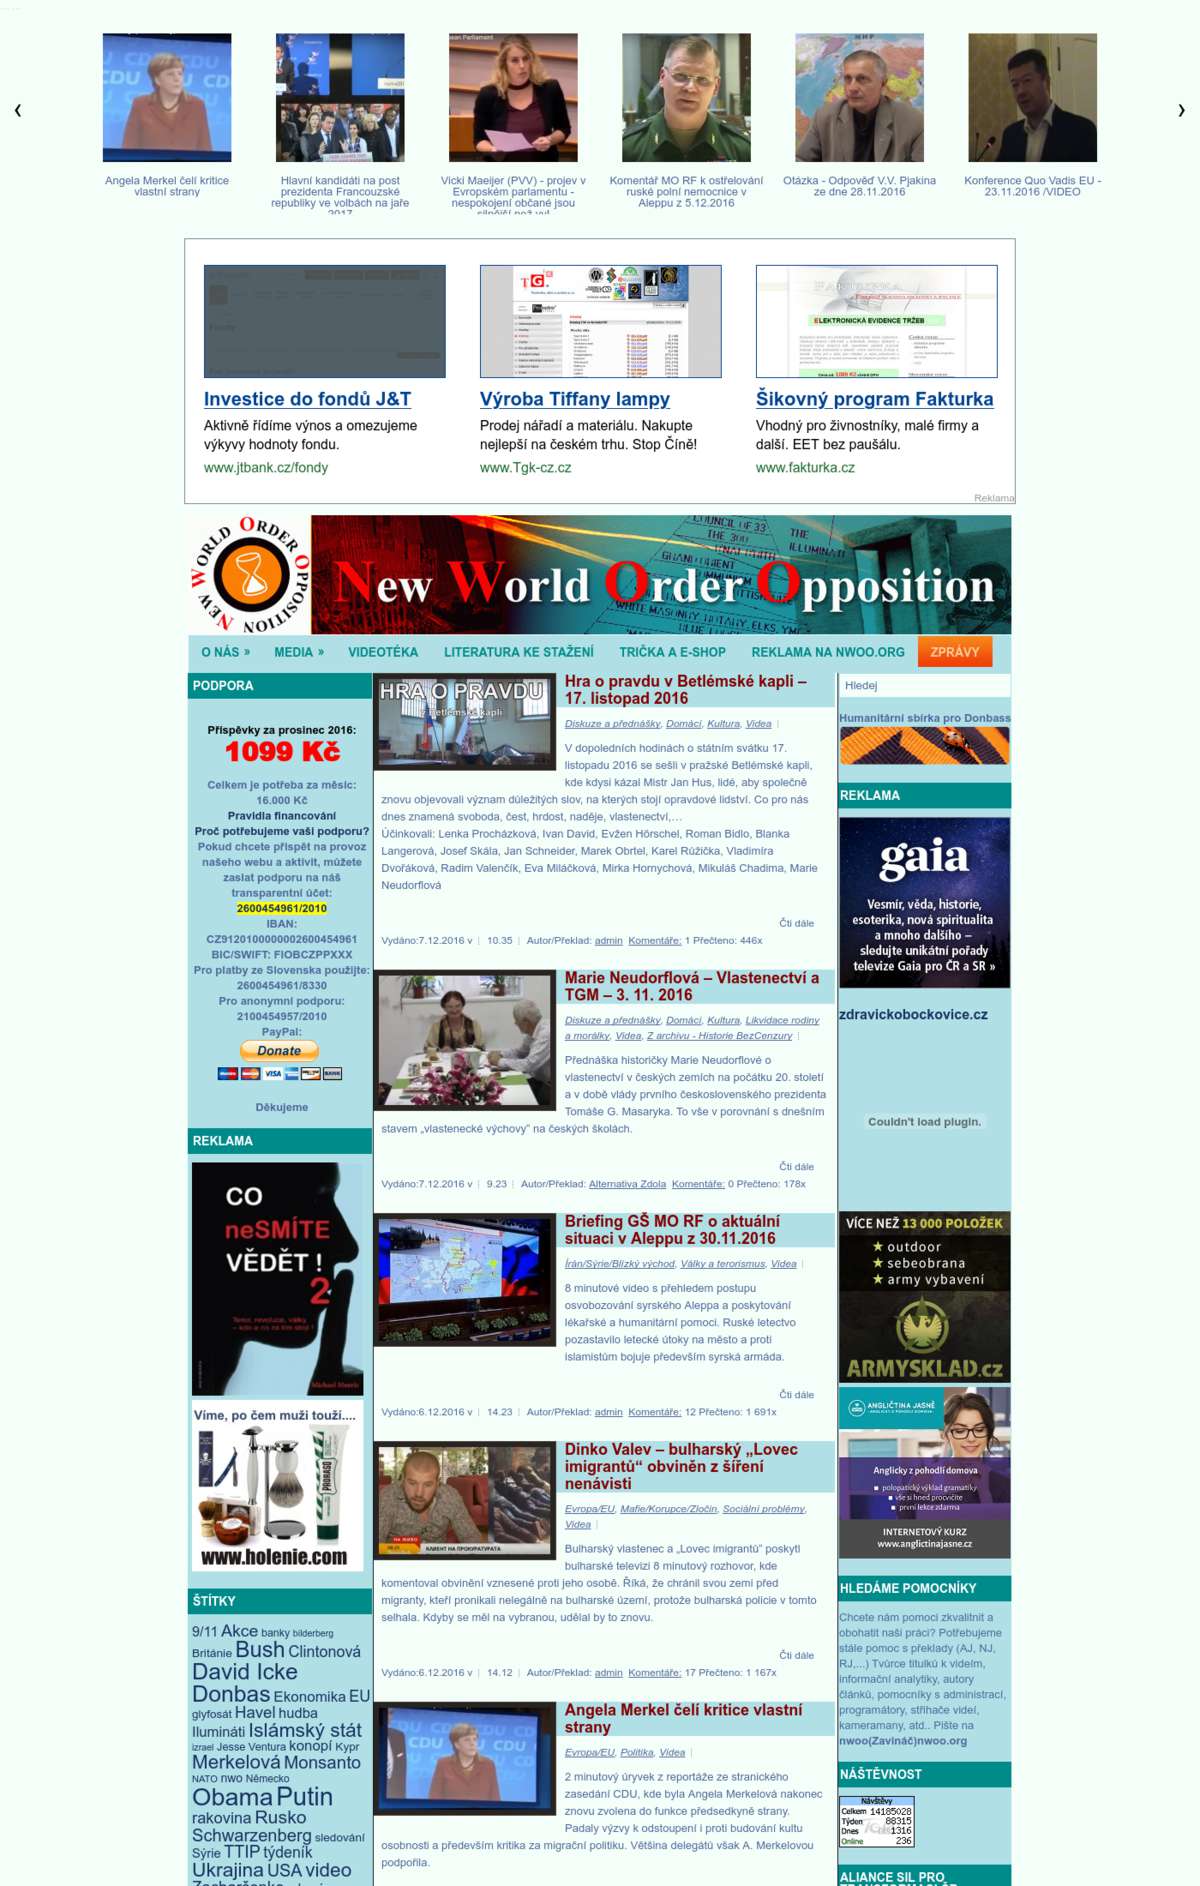 Angela Merkel čelí kritice
vlastní strany
Hlavní kandidáti na post
prezidenta Francouzské
republiky ve volbách na jaře
2017
Vicki Maeijer (PVV) - projev v
Evropském parlamentu -
nespokojení občané jsou
silnější než vy!
Komentář MO RF k ostřelování
ruské polní nemocnice v
Aleppu z 5.12.2016
Otázka - Odpověď V.V. Pjakina
ze dne 28.11.2016
Konference Quo Vadis EU -
23.11.2016 /VIDEO
Investice do fondů J&T
Aktivně řídíme výnos a omezujeme
výkyvy hodnoty fondu.
www.jtbank.cz/fondy
Výroba Tiffany lampy
Prodej nářadí a materiálu. Nakupte
nejlepší na českém trhu. Stop Číně!
www.Tgk-cz.cz
ELEKTRONICKÁ EVIDENCE TRŽEB
Šikovný program Fakturka
Vhodný pro živnostníky, malé firmy a
další. EET bez paušálu.
www.fakturka.cz
Reklama
NEW WORLD ORDER OPPOSITION
New World Order Opposition
O NÁS »
MEDIA »
VIDEOTÉKA
LITERATURA KE STAŽENÍ
TRIČKA A E-SHOP
REKLAMA NA NWOO.ORG
ZPRÁVY
PODPORA
Příspěvky za prosinec 2016:
1099 Kč
Celkem je potřeba za měsíc:
16.000 Kč
Pravidla financování
Proč potřebujeme vaši podporu?
Pokud chcete přispět na provoz
našeho webu a aktivit, můžete
zaslat podporu na náš
transparentní účet:
2600454961/2010
IBAN:
CZ9120100000002600454961
BIC/SWIFT: FIOBCZPPXXX
Pro platby ze Slovenska použijte:
2600454961/8330
Pro anonymni podporu:
2100454957/2010
PayPal:
Donate
VISA
BANK
Děkujeme
REKLAMA
CO
neSMÍTE
VĚDĚT !
2
Teror, revoluce, války
– kdo je na tím stojí?
Víme, po čem muži touží....
PRORASO
www.holenie.com
ŠTÍTKY
9/11 Akce banky bilderberg
Británie Bush Clintonová
David Icke
Donbas Ekonomika EU
glyfosát Havel hudba
Ilumináti Islámský stát
izrael Jesse Ventura konopí Kypr
Merkelová Monsanto
NATO nwo Německo
Obama Putin
rakovina Rusko
Schwarzenberg sledování
Sýrie TTIP týdeník
Ukrajina USA video
HRA O PRAVDU
v Betlémské kapli
Hra o pravdu v Betlémské kapli –
17. listopad 2016
Diskuze a přednášky, Domácí, Kultura, Videa |
V dopoledních hodinách o státním svátku 17.
listopadu 2016 se sešli v pražské Betlémské kapli,
kde kdysi kázal Mistr Jan Hus, lidé, aby společně
znovu objevovali význam důležitých slov, na kterých stojí opravdové lidství. Co pro nás
dnes znamená svoboda, čest, hrdost, naděje, vlastenectví,…
Účinkovali: Lenka Procházková, Ivan David, Evžen Hörschel, Roman Bidlo, Blanka
Langerová, Josef Skála, Jan Schneider, Marek Obrtel, Karel Růžička, Vladimíra
Dvořáková, Radim Valenčík, Eva Miláčková, Mirka Hornychová, Mikuláš Chadima, Marie
Neudorflová
Čti dále
Vydáno:7.12.2016 v | 10.35 | Autor/Překlad: admin Komentáře: 1 Přečteno: 446x
Marie Neudorflová – Vlastenectví a
TGM – 3. 11. 2016
Diskuze a přednášky, Domácí, Kultura, Likvidace rodiny
a morálky, Videa, Z archivu - Historie BezCenzury |
Přednáška historičky Marie Neudorflové o
vlastenectví v českých zemích na počátku 20. století
a v době vlády prvního československého prezidenta
Tomáše G. Masaryka. To vše v porovnání s dnešním
stavem „vlastenecké výchovy" na českých školách.
Čti dále
Vydáno:7.12.2016 v | 9.23 | Autor/Překlad: Alternativa Zdola Komentáře: 0 Přečteno: 178x
Briefing GŠ MO RF o aktuální
situaci v Aleppu z 30.11.2016
Írán/Sýrie/Blízký východ, Války a terorismus, Videa |
8 minutové video s přehledem postupu
osvobozování syrského Aleppa a poskytování
lékařské a humanitární pomoci. Ruské letectvo
pozastavilo letecké útoky na město a proti
islamistům bojuje především syrská armáda.
Čti dále
Vydáno:6.12.2016 v | 14.23 | Autor/Překlad: admin Komentáře: 12 Přečteno: 1 691x
КЛИЕНТ НА ПРОКУРАТУРАТА
Dinko Valev – bulharský „Lovec
imigrantů“ obviněn z šíření
nenávisti
Evropa/EU, Mafie/Korupce/Zločin, Sociální problémy,
Videa |
Bulharský vlastenec a „Lovec imigrantů" poskytl
bulharské televizi 8 minutový rozhovor, kde
komentoval obvinění vznesené proti jeho osobě. Říká, že chránil svou zemi před
migranty, kteří pronikali nelegálně na bulharské území, protože bulharská policie v tomto
selhala. Kdyby se měl na vybranou, udělal by to znovu.
Čti dále
Vydáno:6.12.2016 v | 14.12 | Autor/Překlad: admin Komentáře: 17 Přečteno: 1 167x
Angela Merkel čelí kritice vlastní
strany
Evropa/EU, Politika, Videa |
2 minutový úryvek z reportáže ze stranického
zasedání CDU, kde byla Angela Merkelová nakonec
znovu zvolena do funkce předsedkyně strany.
Padaly výzvy k odstoupení i proti budování kultu
osobnosti a především kritika za migrační politiku. Většina delegátů však A. Merkelovou
podpořila.
Hledej
Humanitární sbírka pro Donbass
REKLAMA
gaia
Vesmír, věda, historie,
esoterika, nová spiritualita
a mnoho dalšího –
sledujte unikátní pořady
televize Gaia pro ČR a SR »
zdravickobockovice.cz
Couldn't load plugin.
VÍCE NEŽ 13 000 POLOŽEK
outdoor
sebeobrana
army vybavení
ARMYSKLAD.cz
ANGLIČTINA JASNĚ
Anglicky z pohodlí domova
polopatický výklad gramatiky
vše si hned procvičíte
první lekce zdarma
INTERNETOVÝ KURZ
www.anglictinajasne.cz
HLEDÁME POMOCNÍKY
Chcete nám pomoci zkvalitnit a
obohatit naši práci? Potřebujeme
stále pomoc s překlady (AJ, NJ,
RJ,...) Tvůrce titulků k videím,
informační analytiky, autory
článků, pomocníky s administrací,
programátory, střihače videí,
kameramany, atd.. Pište na
nwoo(Zavináč)nwoo.org
NÁŠTĚVNOST
Návštěvy
Celkem 14185028
Týden 88315
Dnes 1316
Online 236
ALIANCE SIL PRO